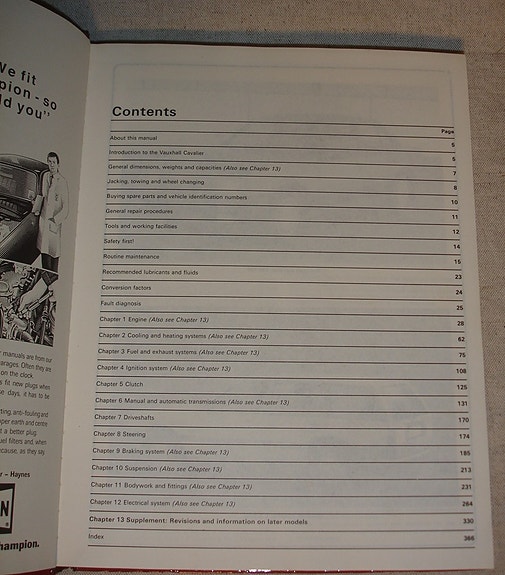 We fit
pion - so
ld you"
manuals are from our
arages. Often they are
on the clock.
s fit new plugs when
se days, it has to be
rting, anti-fouling and
pper earth and centre
t a better plug.
uel filters and, when
ecause, as they say
r – Haynes
N
hampion.
Contents
Page
About this manual 5
Introduction to the Vauxhall Cavalier 5
General dimensions, weights and capacities (Also see Chapter 13) 7
Jacking, towing and wheel changing 8
Buying spare parts and vehicle identification numbers 10
General repair procedures 11
Tools and working facilities 12
Safety first! 14
Routine maintenance 15
Recommended lubricants and fluids 23
Conversion factors 24
Fault diagnosis 25
Chapter 1 Engine (Also see Chapter 13) 28
Chapter 2 Cooling and heating systems (Also see Chapter 13) 62
Chapter 3 Fuel and exhaust systems (Also see Chapter 13) 75
Chapter 4 Ignition system (Also see Chapter 13) 108
Chapter 5 Clutch 125
Chapter 6 Manual and automatic transmissions (Also see Chapter 13) 131
Chapter 7 Driveshafts 170
Chapter 8 Steering 174
Chapter 9 Braking system (Also see Chapter 13) 185
Chapter 10 Suspension (Also see Chapter 13) 213
Chapter 11 Bodywork and fittings (Also see Chapter 13) 231
Chapter 12 Electrical system (Also see Chapter 13) 264
Chapter 13 Supplement: Revisions and information on later models 330
Index 366